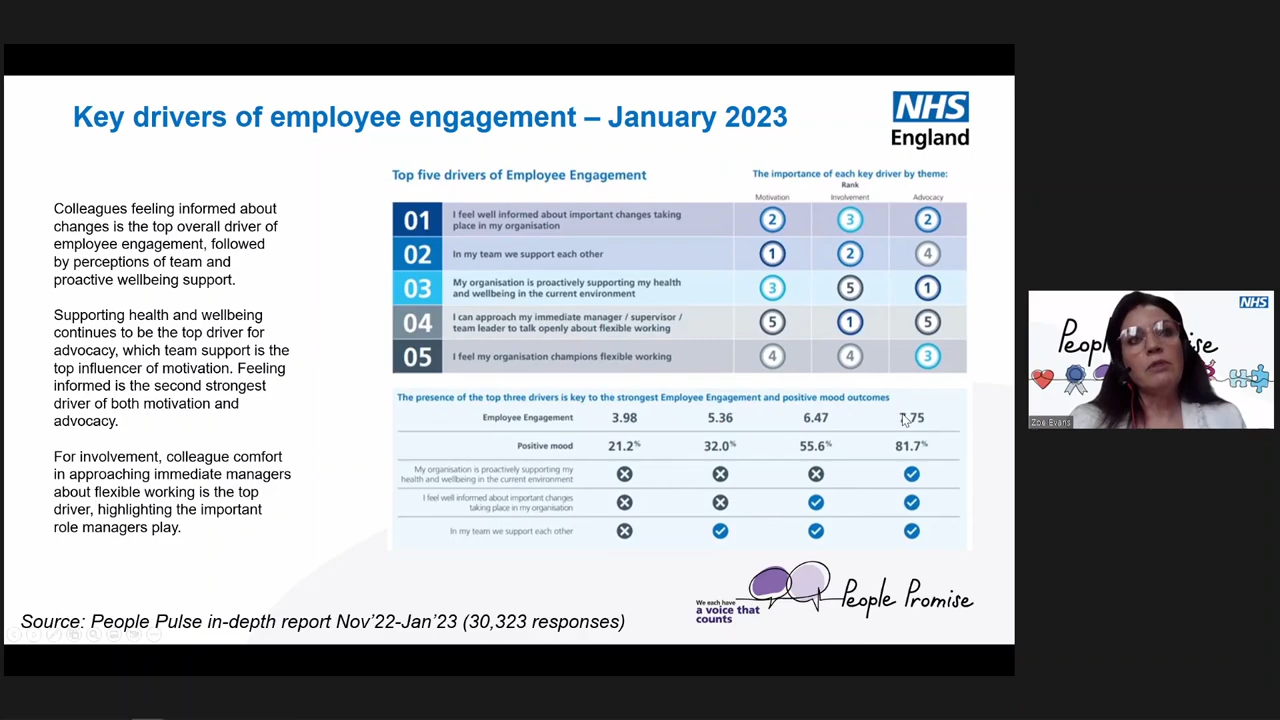 Key drivers of employee engagement – January 2023
NHS
England
Colleagues feeling informed about
changes is the top overall driver of
employee engagement, followed
by perceptions of team and
proactive wellbeing support.
Supporting health and wellbeing
continues to be the top driver for
advocacy, which team support is the
top influencer of motivation. Feeling
informed is the second strongest
driver of both motivation and
advocacy.
For involvement, colleague comfort
in approaching immediate managers
about flexible working is the top
driver, highlighting the important
role managers play.
Top five drivers of Employee Engagement
The importance of each key driver by theme:
Rank
Motivation Involvement Advocacy
01 I feel well informed about important changes taking
place in my organisation 2 3 2
02 In my team we support each other 1 2 4
03 My organisation is proactively supporting my health
and wellbeing in the current environment 3 5 1
04 I can approach my immediate manager / supervisor /
team leader to talk openly about flexible working 5 1 5
05 I feel my organisation champions flexible working 4 4 3
The presence of the top three drivers is key to the strongest Employee Engagement and positive mood outcomes
Employee Engagement 3.98 5.36 6.47 7.75
Positive mood 21.2% 32.0% 55.6% 81.7%
My organisation is proactively supporting my
health and wellbeing in the current environment
I feel well informed about important changes
taking place in my organisation
In my team we support each other
We each have
a voice that
counts
People Promise
Source: People Pulse in-depth report Nov'22-Jan'23 (30,323 responses)
NHS
Zoe Evans